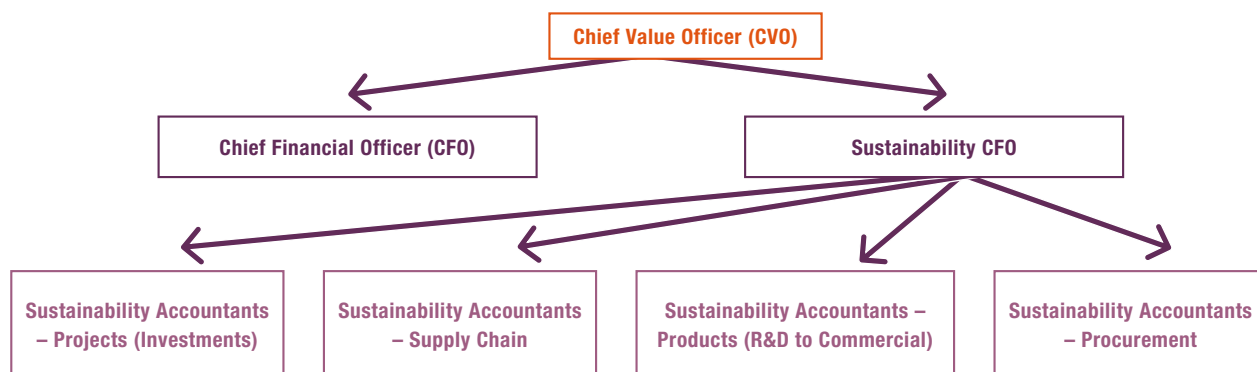 Chief Value Officer (CVO)
Chief Financial Officer (CFO)
Sustainability CFO
Sustainability Accountants
– Projects (Investments)
Sustainability Accountants
– Supply Chain
Sustainability Accountants –
Products (R&D to Commercial)
Sustainability Accountants
– Procurement